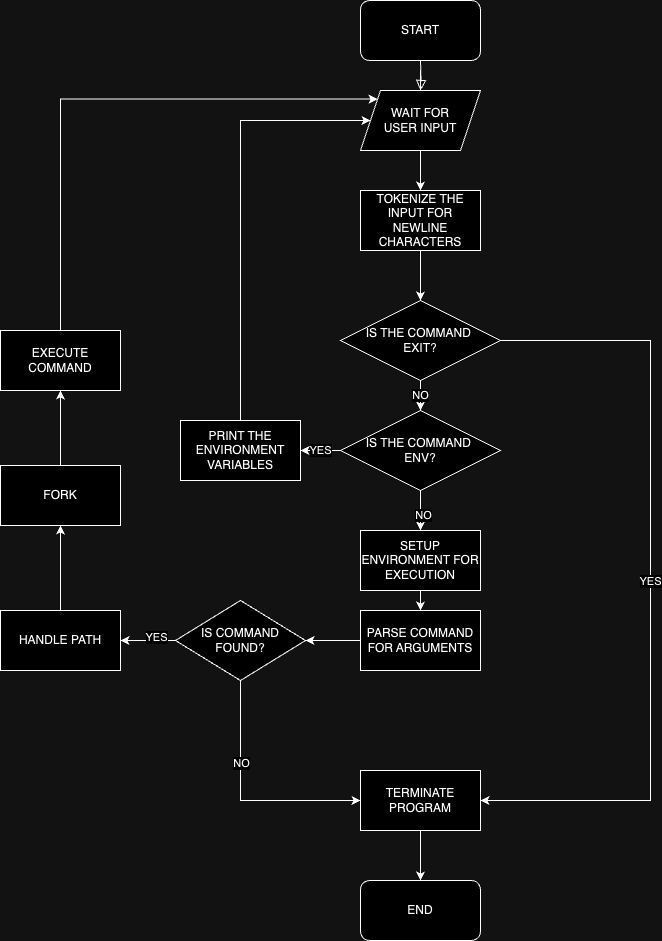 START
WAIT FOR
USER INPUT
TOKENIZE THE
INPUT FOR
NEWLINE
CHARACTERS
IS THE COMMAND
EXIT?
NO
IS THE COMMAND
ENV?
YES
PRINT THE
ENVIRONMENT
VARIABLES
EXECUTE
COMMAND
FORK
NO
SETUP
ENVIRONMENT FOR
EXECUTION
YES
PARSE COMMAND
FOR ARGUMENTS
IS COMMAND
FOUND?
YES
HANDLE PATH
NO
TERMINATE
PROGRAM
END